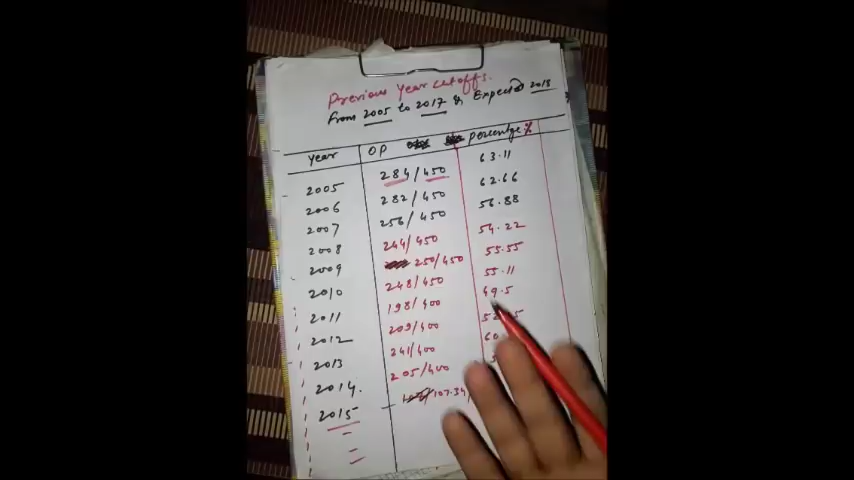 Previous Year cutoffs.
From 2005 to 2017 & Expected 2018
Year OP percentge %
2005 284/450 63.11
2006 282/450 62.66
2007 256/450 56.88
2008 244/450 54.22
2009 250/450 55.55
2010 248/450 55.11
2011 198/400 49.5
2012 209/400
2013 241/400
2014. 205/400
2015 107.34/